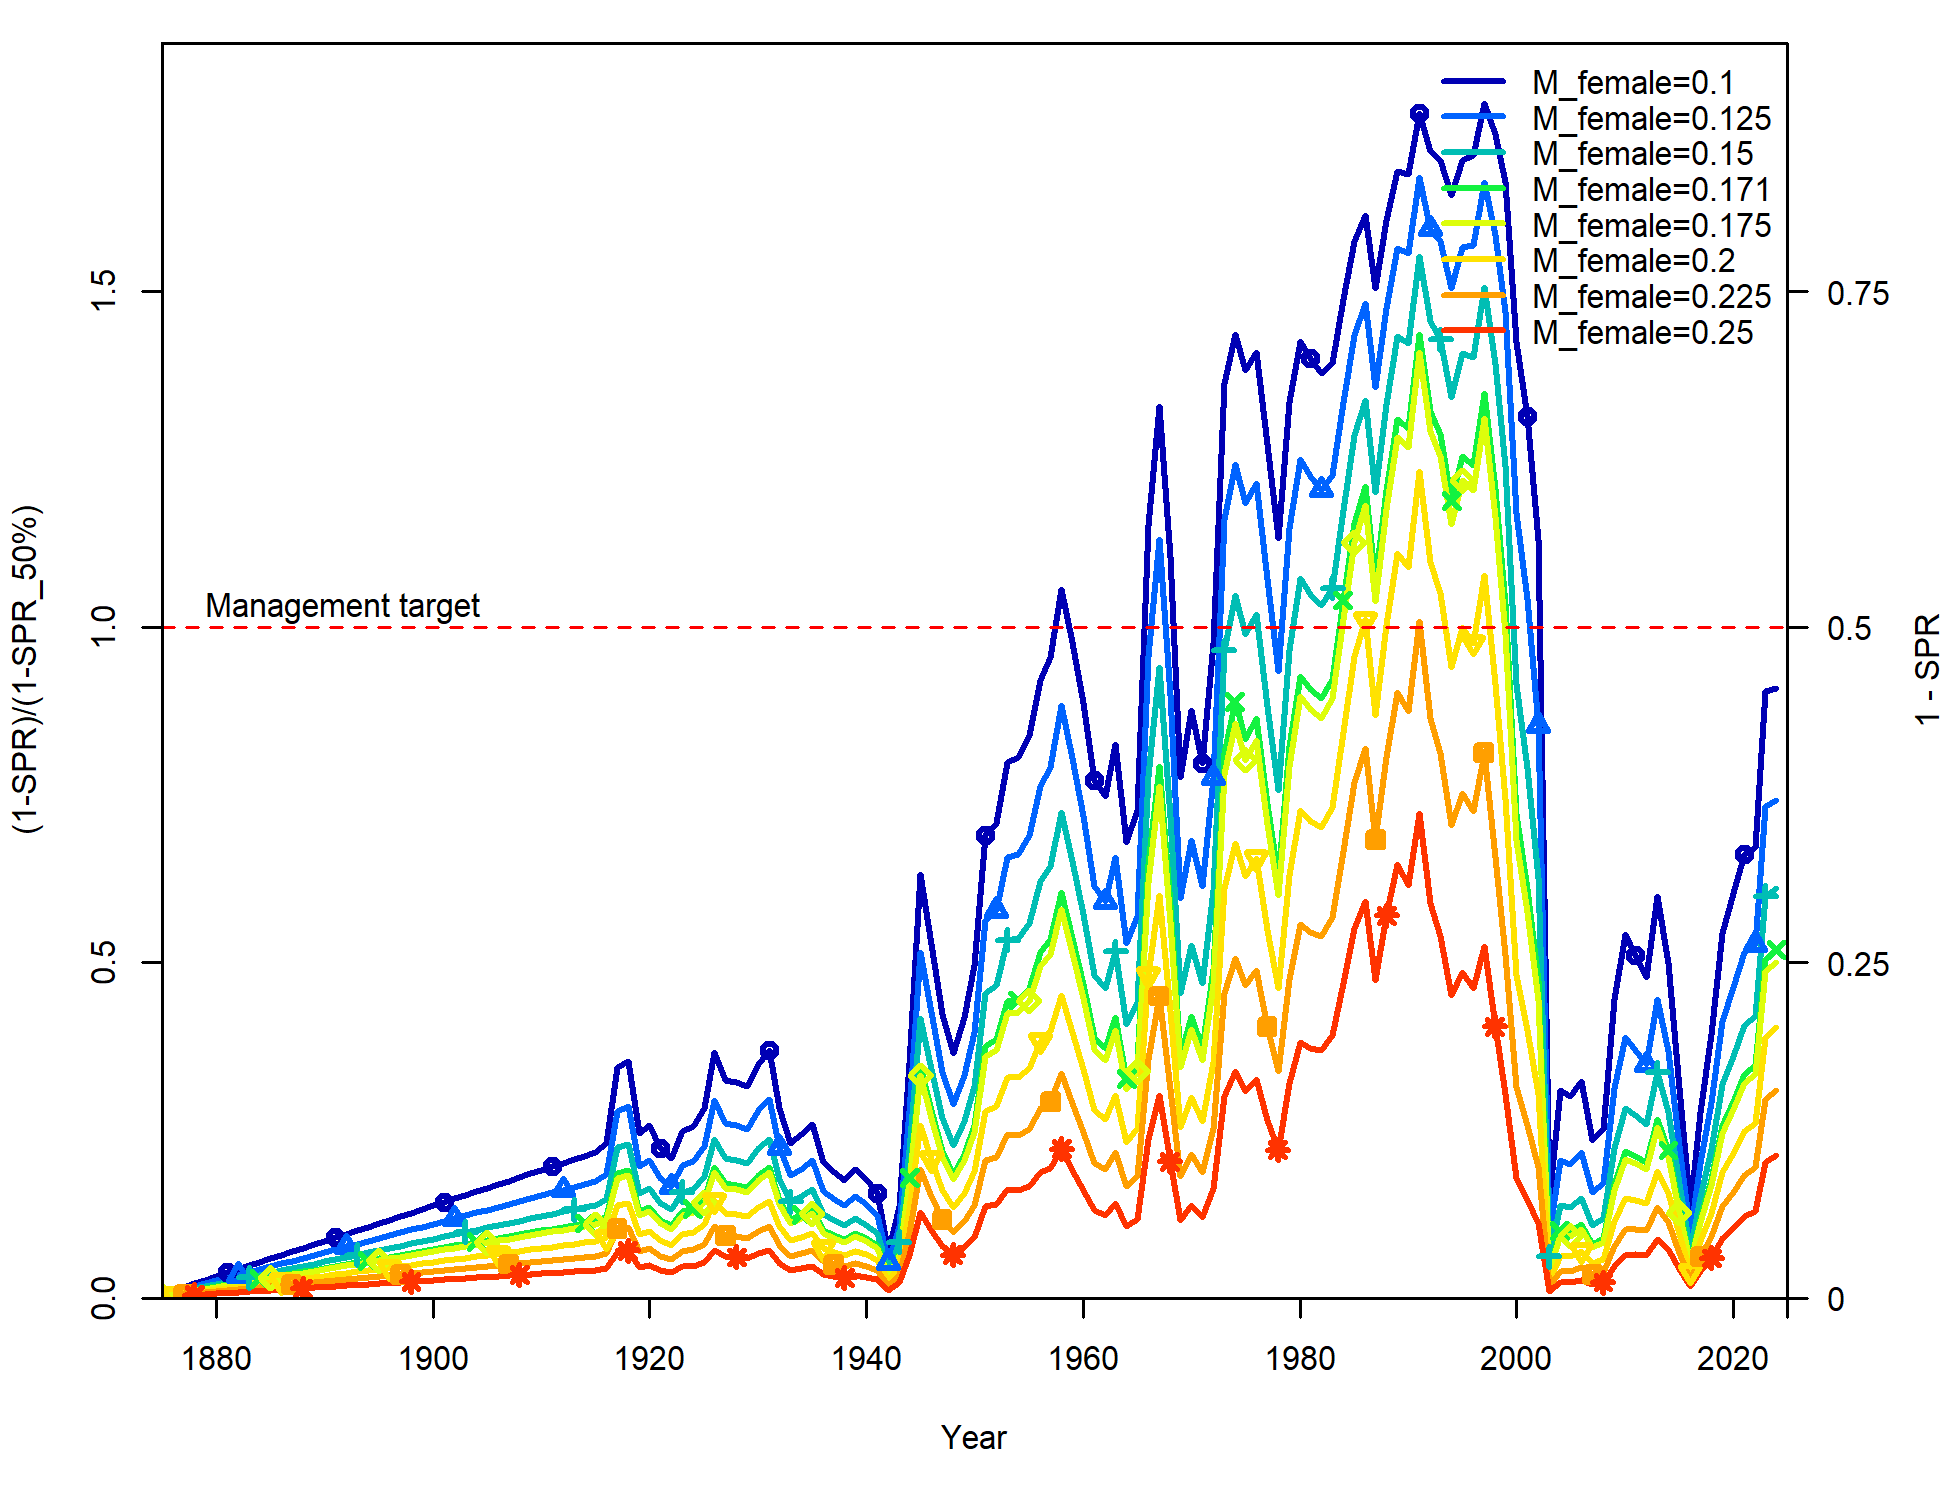 M_female=0.1
M_female=0.125
M_female=0.15
M_female=0.171
M_female=0.175
M_female=0.2
M_female=0.225
M_female=0.25
Management target
(1-SPR)/(1-SPR_50%)
0.0
0.5
1.0
1.5
1 - SPR
0
0.25
0.5
0.75
1880
1900
1920
1940
1960
1980
2000
2020
Year